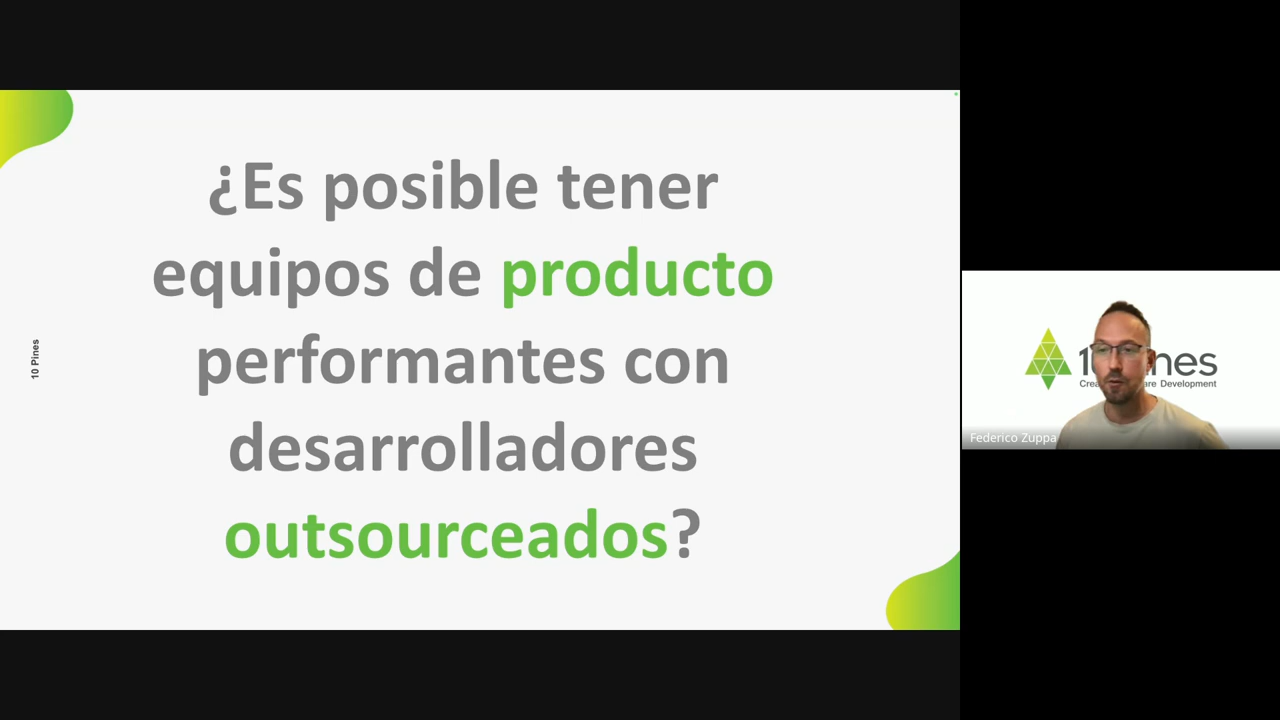 ¿Es posible tener
equipos de producto
performantes con
desarrolladores
outsourceados?
10 Pines
Federico Zuppa